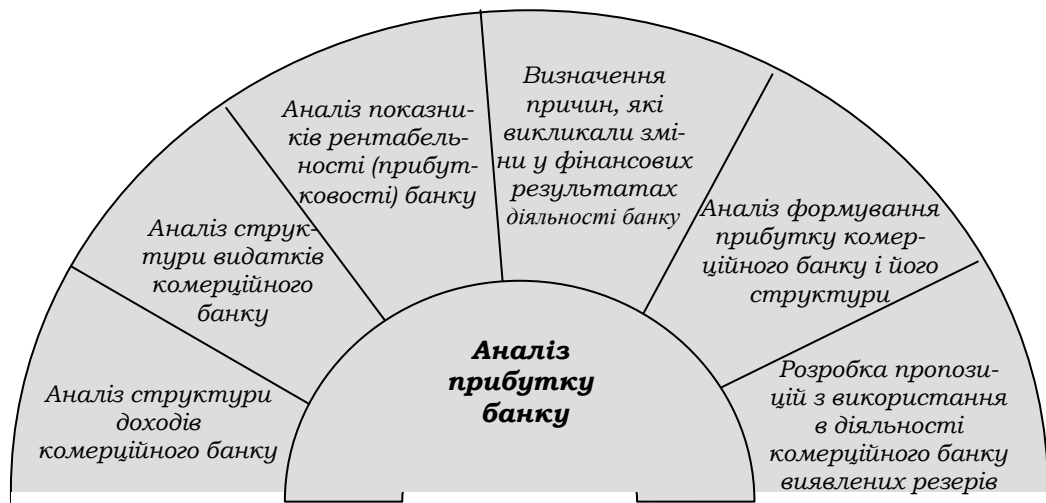 Аналіз структури
доходів
комерційного банку
Аналіз струк-
тури видатків
комерційного
банку
Аналіз показни-
ків рентабель-
ності (прибут-
ковості) банку
Визначення
причин, які
викликали змі-
ни у фінансових
результатах
діяльності банку
Аналіз формування
прибутку комер-
ційного банку і його
структури
Розробка пропози-
цій з використання
в діяльності
комерційного банку
виявлених резерів
Аналіз
прибутку
банку